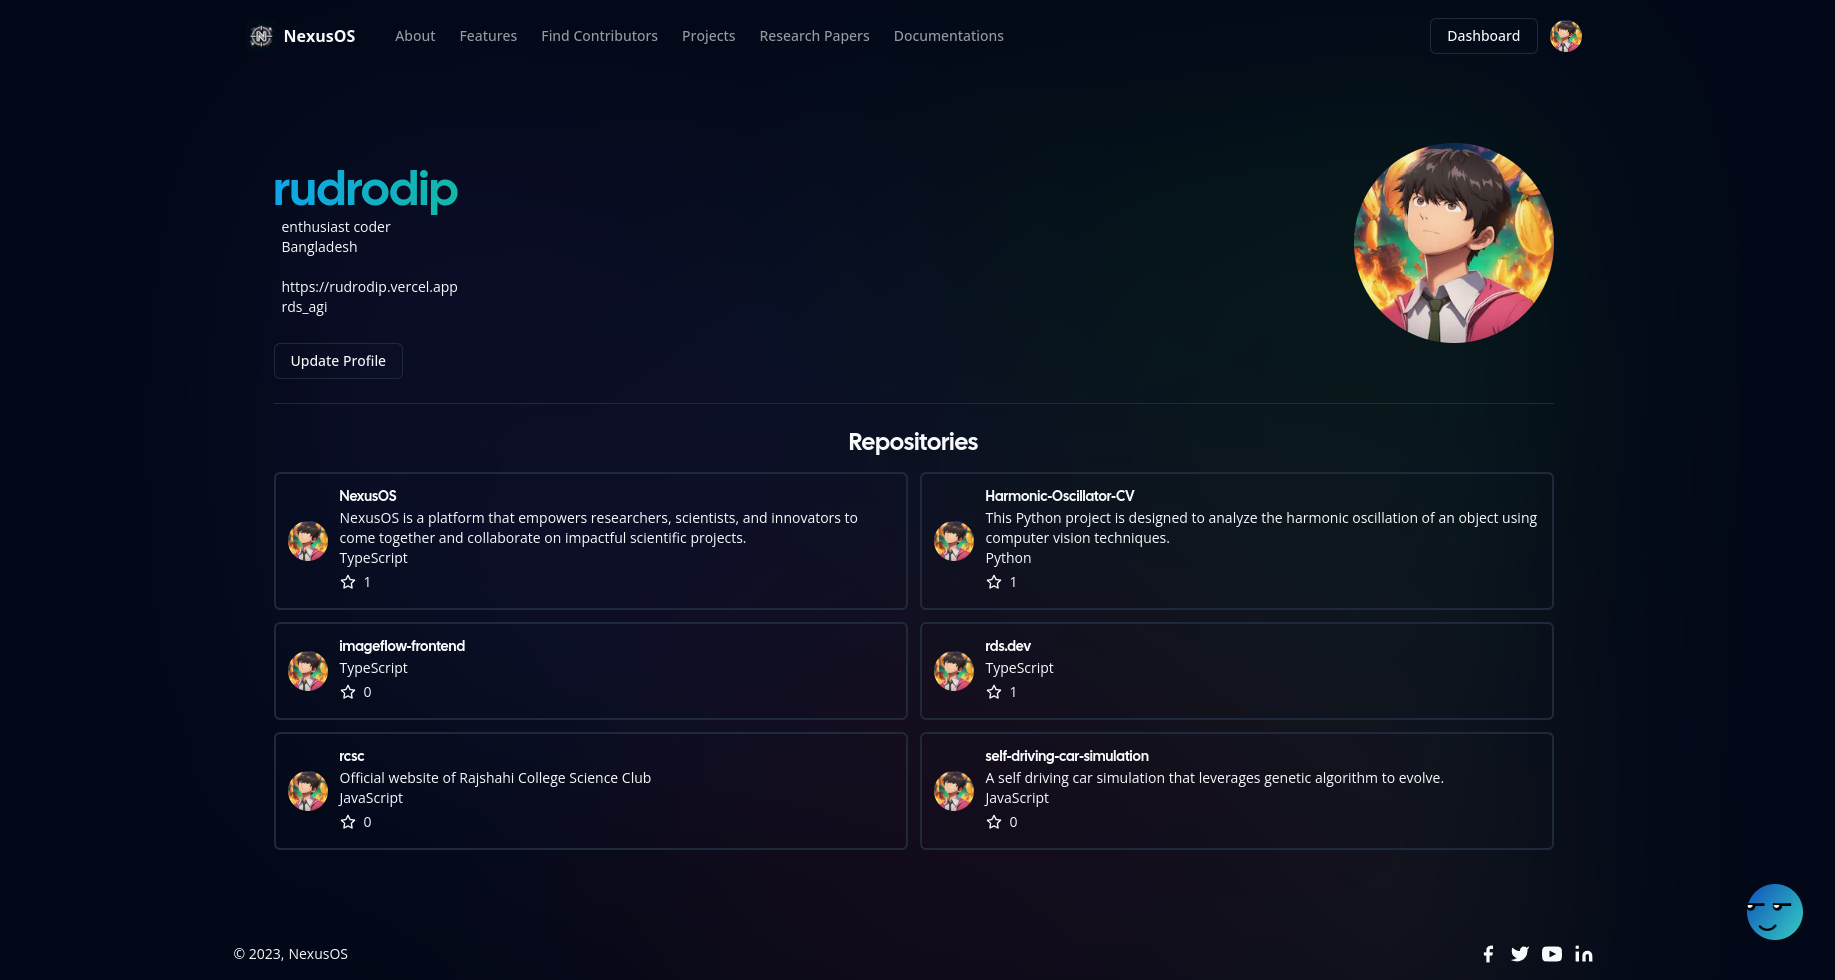 NexusOS About Features Find Contributors Projects Research Papers Documentations Dashboard
rudrodip
enthusiast coder
Bangladesh
https://rudrodip.vercel.app
rds_agi
Update Profile
Repositories
NexusOS
NexusOS is a platform that empowers researchers, scientists, and innovators to
come together and collaborate on impactful scientific projects.
TypeScript
1
Harmonic-Oscillator-CV
This Python project is designed to analyze the harmonic oscillation of an object using
computer vision techniques.
Python
1
imageflow-frontend
TypeScript
0
rds.dev
TypeScript
1
rcsc
Official website of Rajshahi College Science Club
JavaScript
0
self-driving-car-simulation
A self driving car simulation that leverages genetic algorithm to evolve.
JavaScript
0
© 2023, NexusOS